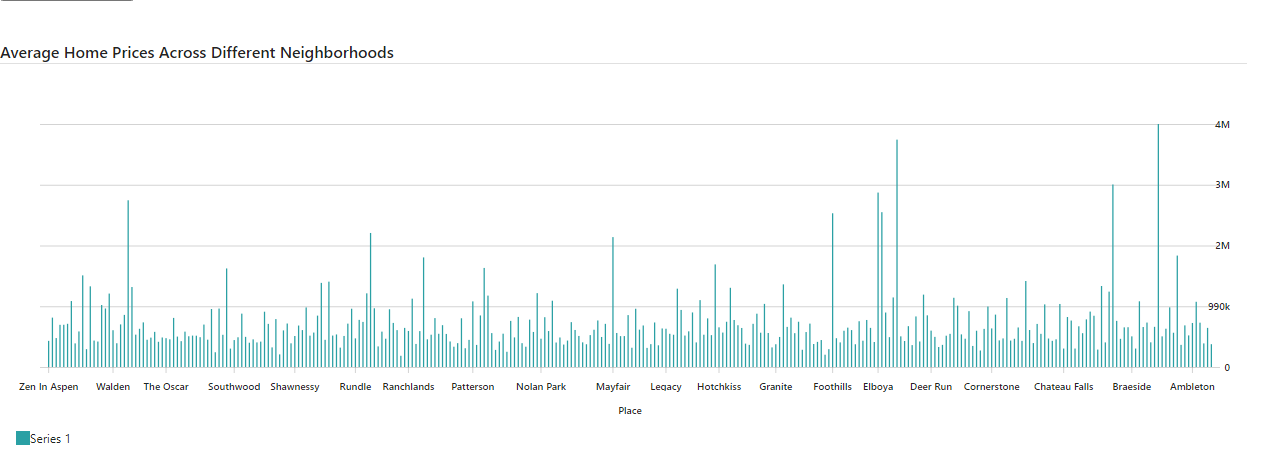 Average Home Prices Across Different Neighborhoods
4M
3M
2M
990k
0
Zen In Aspen Walden The Oscar Southwood Shawnessy Rundle Ranchlands Patterson Nolan Park Mayfair Legacy Hotchkiss Granite Foothills Elboya Deer Run Cornerstone Chateau Falls Braeside Ambleton
Place
Series 1